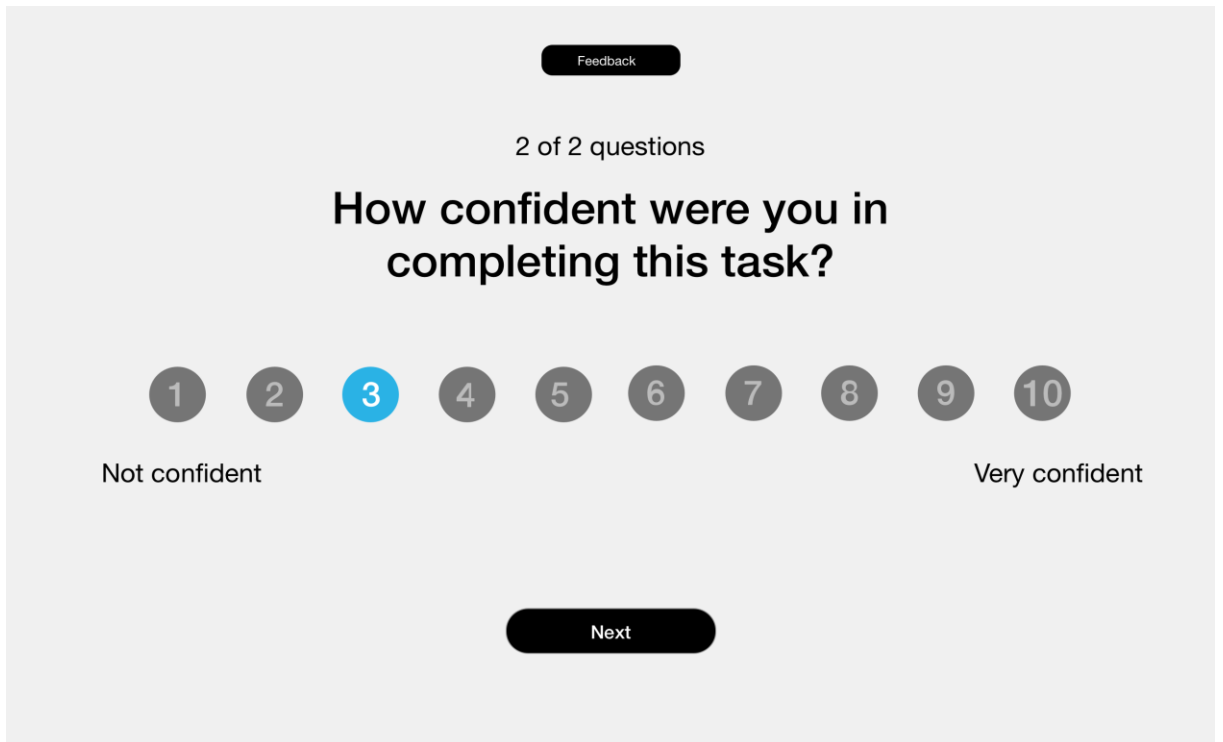 Feedback
2 of 2 questions
How confident were you in
completing this task?
1 2 3 4 5 6 7 8 9 10
Not confident Very confident
Next